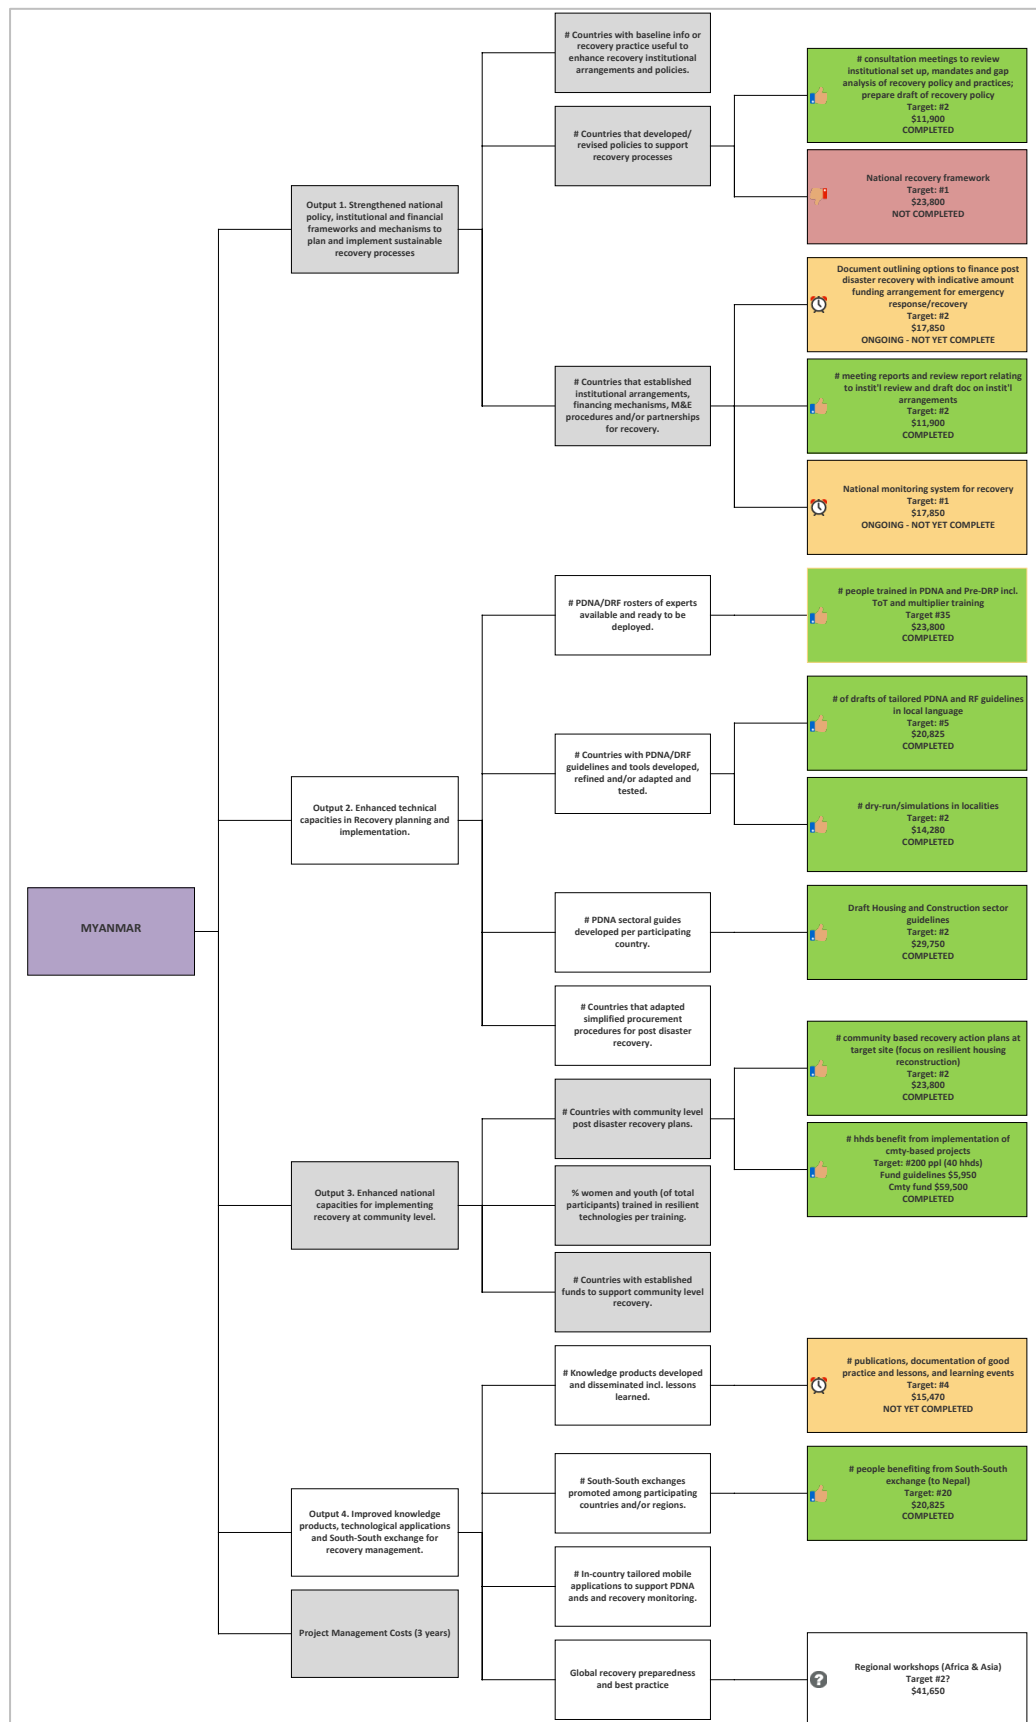 # Countries with baseline info or
recovery practice useful to
enhance recovery institutional
arrangements and policies.
# consultation meetings to review
institutional set up, mandates and gap
analysis of recovery policy and practices;
prepare draft of recovery policy
Target: #2
$11,900
COMPLETED
# Countries that developed/
revised policies to support
recovery processes
National recovery framework
Target: #1
$23,800
NOT COMPLETED
Output 1. Strengthened national
policy, institutional and financial
frameworks and mechanisms to
plan and implement sustainable
recovery processes
Document outlining options to finance post
disaster recovery with indicative amount
funding arrangement for emergency
response/recovery
Target: #2
$17,850
ONGOING - NOT YET COMPLETE
# Countries that established
institutional arrangements,
financing mechanisms, M&E
procedures and/or partnerships
for recovery.
# meeting reports and review report relating
to instit'l review and draft doc on instit'l
arrangements
Target: #2
$11,900
COMPLETED
National monitoring system for recovery
Target: #1
$17,850
ONGOING - NOT YET COMPLETE
# PDNA/DRF rosters of experts
available and ready to be
deployed.
# people trained in PDNA and Pre-DRP incl.
ToT and multiplier training
Target #35
$23,800
COMPLETED
# of drafts of tailored PDNA and RF guidelines
in local language
Target: #5
$20,825
COMPLETED
# Countries with PDNA/DRF
guidelines and tools developed,
refined and/or adapted and
tested.
# dry-run/simulations in localities
Target: #2
$14,280
COMPLETED
Output 2. Enhanced technical
capacities in Recovery planning and
implementation.
MYANMAR
# PDNA sectoral guides
developed per participating
country.
Draft Housing and Construction sector
guidelines
Target: #2
$29,750
COMPLETED
# Countries that adapted
simplified procurement
procedures for post disaster
recovery.
# community based recovery action plans at
target site (focus on resilient housing
reconstruction)
Target: #2
$23,800
COMPLETED
# Countries with community level
post disaster recovery plans.
# hhds benefit from implementation of
cmty-based projects
Target: #200 ppl (40 hhds)
Fund guidelines $5,950
Cmty fund $59,500
COMPLETED
Output 3. Enhanced national
capacities for implementing
recovery at community level.
% women and youth (of total
participants) trained in resilient
technologies per training.
# Countries with established
funds to support community level
recovery.
# Knowledge products developed
and disseminated incl. lessons
learned.
# publications, documentation of good
practice and lessons, and learning events
Target: #4
$15,470
NOT YET COMPLETED
# South-South exchanges
promoted among participating
countries and/or regions.
# people benefiting from South-South
exchange (to Nepal)
Target: #20
$20,825
COMPLETED
Output 4. Improved knowledge
products, technological applications
and South-South exchange for
recovery management.
# In-country tailored mobile
applications to support PDNA
ands and recovery monitoring.
Project Management Costs (3 years)
Global recovery preparedness
and best practice
?
Regional workshops (Africa & Asia)
Target #2?
$41,650